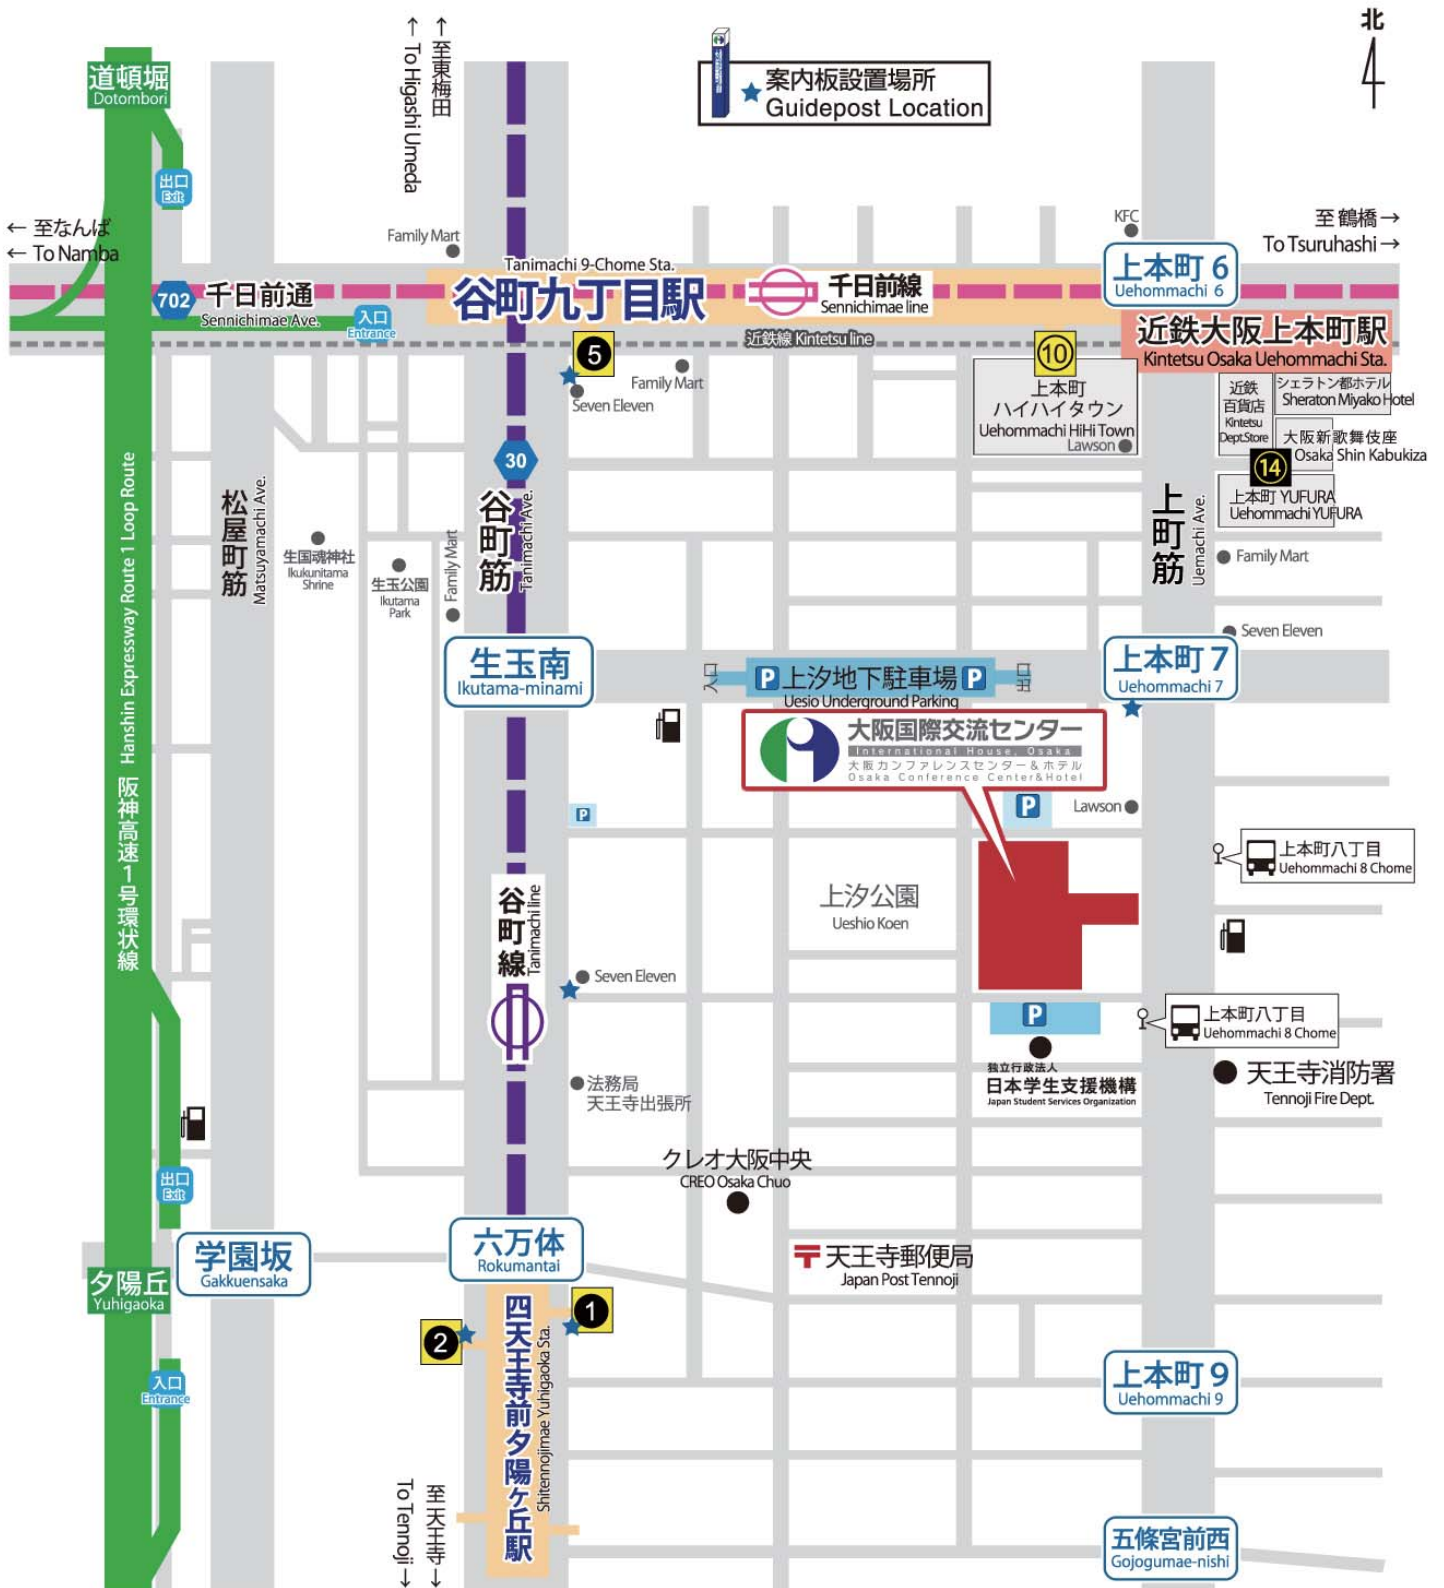 北
↑ 至東梅田
↑ To Higashi Umeda
案内板設置場所
Guidepost Location
道頓堀
Dotombori
出口
Exit
← 至なんば
← To Namba
Family Mart
KFC
至 鶴橋 →
To Tsuruhashi →
Tanimachi 9-Chome Sta.
谷町九丁目駅
千日前線
Sennichimae line
上本町 6
Uehommachi 6
702
千日前通
Sennichimae Ave.
入口
Entrance
近鉄線 Kintetsu line
近鉄大阪上本町駅
Kintetsu Osaka Uehommachi Sta.
5
Family Mart
Seven Eleven
10
上本町
ハイハイタウン
Uehommachi HiHi Town
Lawson
近鉄
百貨店
Kintetsu
Dept.Store
シェラトン都ホテル
Sheraton Miyako Hotel
大阪新歌舞伎座
Osaka Shin Kabukiza
14
上本町 YUFURA
Uehommachi YUFURA
30
谷町筋
Tanimachi Ave.
松屋町筋
Matsuyamachi Ave.
上町筋
Uemachi Ave.
Hanshin Expressway Route 1 Loop Route
阪神高速1号環状線
生国魂神社
Ikukunitama
Shrine
生玉公園
Ikutama
Park
Family Mart
Family Mart
Seven Eleven
生玉南
Ikutama-minami
入口
P
上汐地下駐車場
P
出口
Uesio Underground Parking
上本町 7
Uehommachi 7
大阪国際交流センター
International House, Osaka
大阪カンファレンスセンター&ホテル
Osaka Conference Center&Hotel
P
P
Lawson
上本町八丁目
Uehommachi 8 Chome
上汐公園
Ueshio Koen
谷町線
Tanimachi line
Seven Eleven
P
上本町八丁目
Uehommachi 8 Chome
独立行政法人
日本学生支援機構
Japan Student Services Organization
天王寺消防署
Tennoji Fire Dept.
法務局
天王寺出張所
クレオ大阪中央
CREO Osaka Chuo
出口
Exit
学園坂
Gakkuensaka
六万体
Rokumantai
〒天王寺郵便局
Japan Post Tennoji
夕陽丘
Yuhigaoka
1
2
四天王寺前夕陽ヶ丘駅
Shitennojimae Yuhigaoka Sta.
入口
Entrance
上本町 9
Uehommachi 9
至天王寺→
To Tennoji →
五條宮前西
Gojogumae-nishi